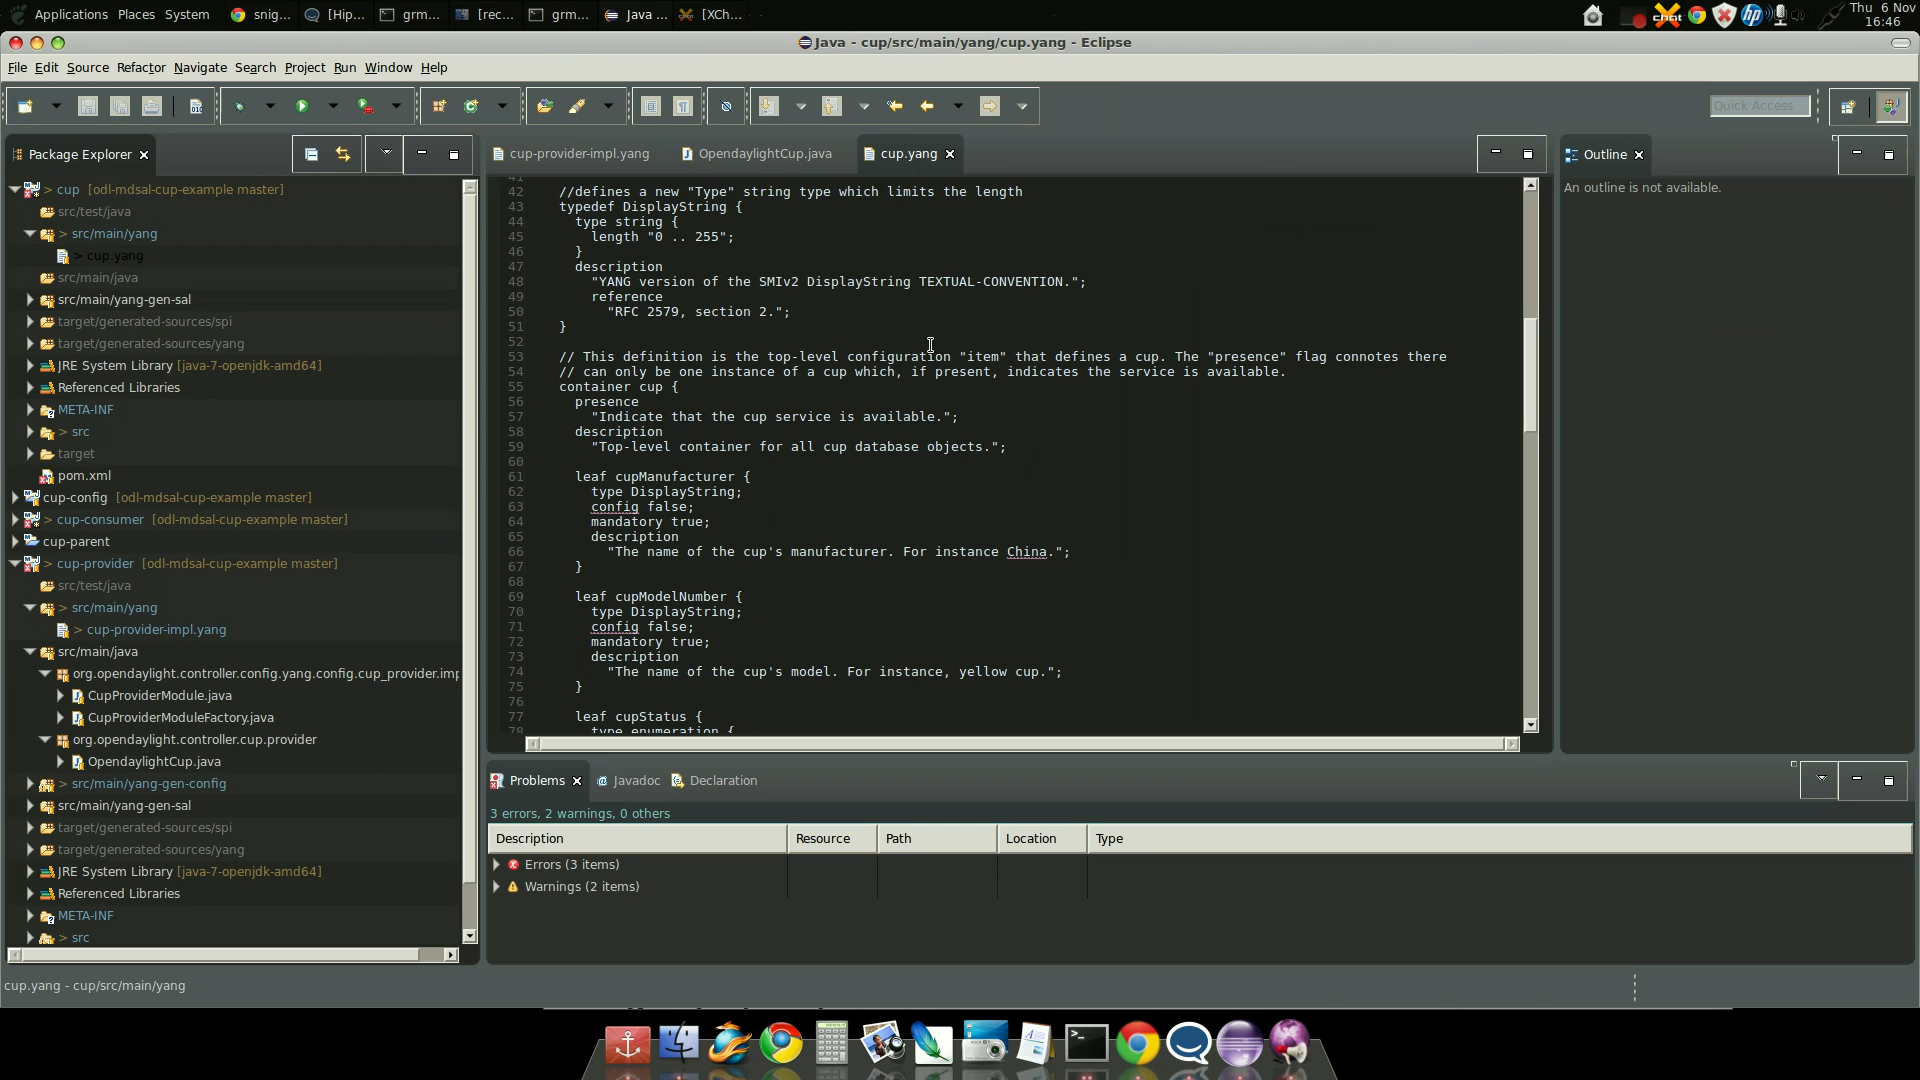 Applications Places System snig... [Hip... grm... [rec... grm... Java ... [XCh... Thu 6 Nov
16:46
Java - cup/src/main/yang/cup.yang - Eclipse
File Edit Source Refactor Navigate Search Project Run Window Help
Quick Access
Package Explorer
> cup [odl-mdsal-cup-example master]
src/test/java
> src/main/yang
> cup.yang
src/main/java
src/main/yang-gen-sal
target/generated-sources/spi
target/generated-sources/yang
JRE System Library [java-7-openjdk-amd64]
Referenced Libraries
META-INF
> src
target
pom.xml
cup-config [odl-mdsal-cup-example master]
> cup-consumer [odl-mdsal-cup-example master]
cup-parent
> cup-provider [odl-mdsal-cup-example master]
src/test/java
> src/main/yang
> cup-provider-impl.yang
src/main/java
org.opendaylight.controller.config.yang.config.cup_provider.imp
CupProviderModule.java
CupProviderModuleFactory.java
org.opendaylight.controller.cup.provider
OpendaylightCup.java
> src/main/yang-gen-config
src/main/yang-gen-sal
target/generated-sources/spi
target/generated-sources/yang
JRE System Library [java-7-openjdk-amd64]
Referenced Libraries
META-INF
> src
cup-provider-impl.yang OpendaylightCup.java cup.yang
41
42 //defines a new "Type" string type which limits the length
43 typedef DisplayString {
44 type string {
45 length "0 .. 255";
46 }
47 description
48 "YANG version of the SMIv2 DisplayString TEXTUAL-CONVENTION.";
49 reference
50 "RFC 2579, section 2.";
51 }
52
53 // This definition is the top-level configuration "item" that defines a cup. The "presence" flag connotes there
54 // can only be one instance of a cup which, if present, indicates the service is available.
55 container cup {
56 presence
57 "Indicate that the cup service is available.";
58 description
59 "Top-level container for all cup database objects.";
60
61 leaf cupManufacturer {
62 type DisplayString;
63 config false;
64 mandatory true;
65 description
66 "The name of the cup's manufacturer. For instance China.";
67 }
68
69 leaf cupModelNumber {
70 type DisplayString;
71 config false;
72 mandatory true;
73 description
74 "The name of the cup's model. For instance, yellow cup.";
75 }
76
77 leaf cupStatus {
78 type enumeration {
Outline
An outline is not available.
Problems Javadoc Declaration
3 errors, 2 warnings, 0 others
Description Resource Path Location Type
Errors (3 items)
Warnings (2 items)
cup.yang - cup/src/main/yang